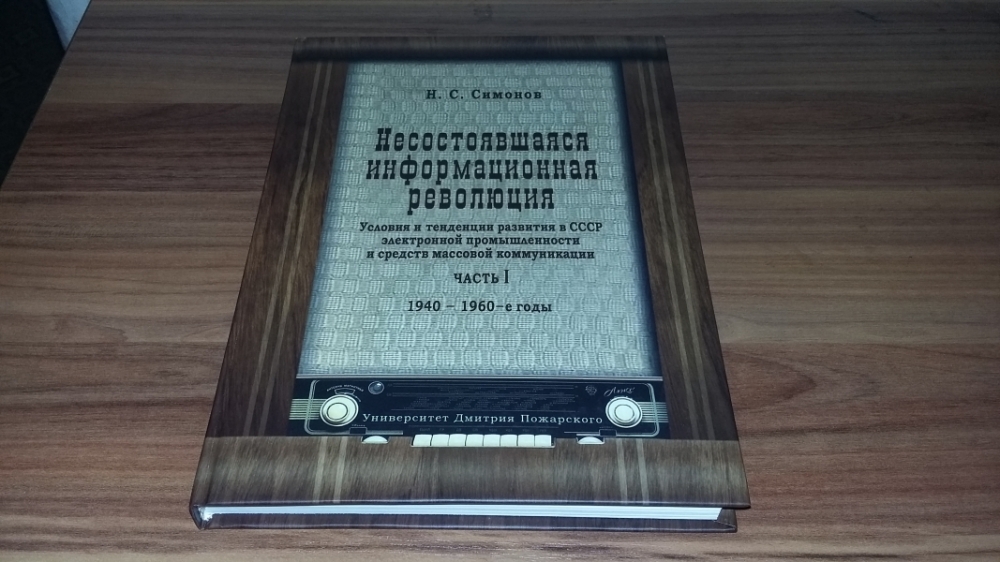 Н. С. Симонов
Несостоявшаяся
информационная
революция
Условия и тенденции развития в СССР
электронной промышленности
и средств массовой коммуникации
ЧАСТЬ I
1940 – 1960-е годы
Университет Дмитрия Пожарского